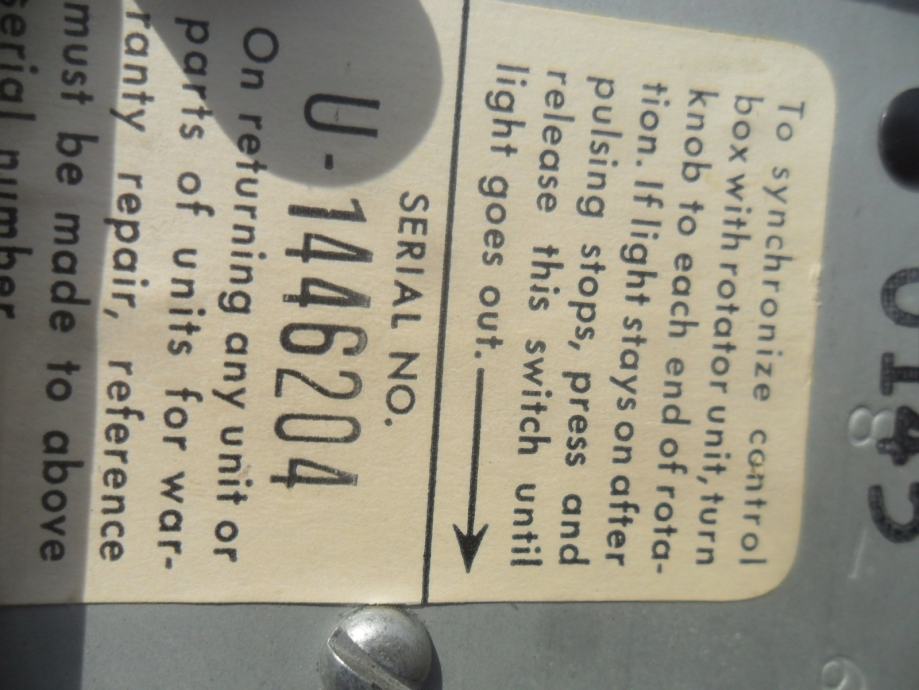 To synchronize control
box with rotator unit, turn
knob to each end of rota-
tion. If light stays on after
pulsing stops, press and
release this switch until
light goes out.
SERIAL NO.
U-1446204
On returning any unit or
parts of units for war-
ranty repair, reference
must be made to above
serial number